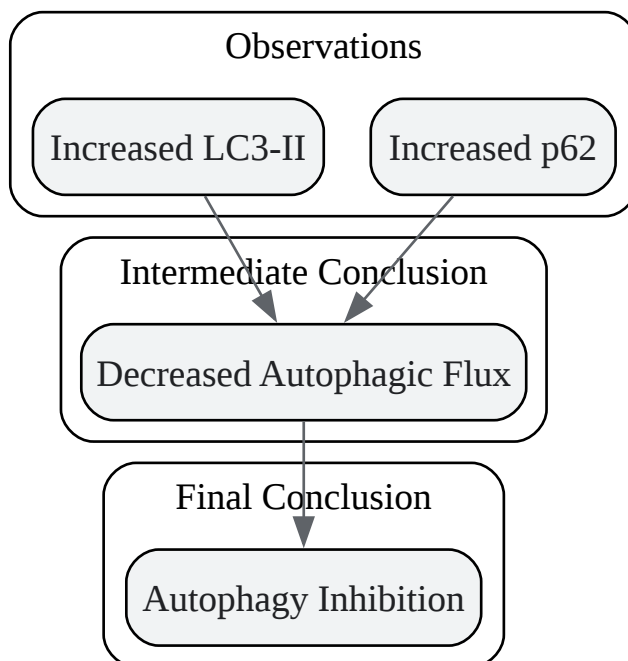 Observations
Increased LC3-II
Increased p62
Intermediate Conclusion
Decreased Autophagic Flux
Final Conclusion
Autophagy Inhibition